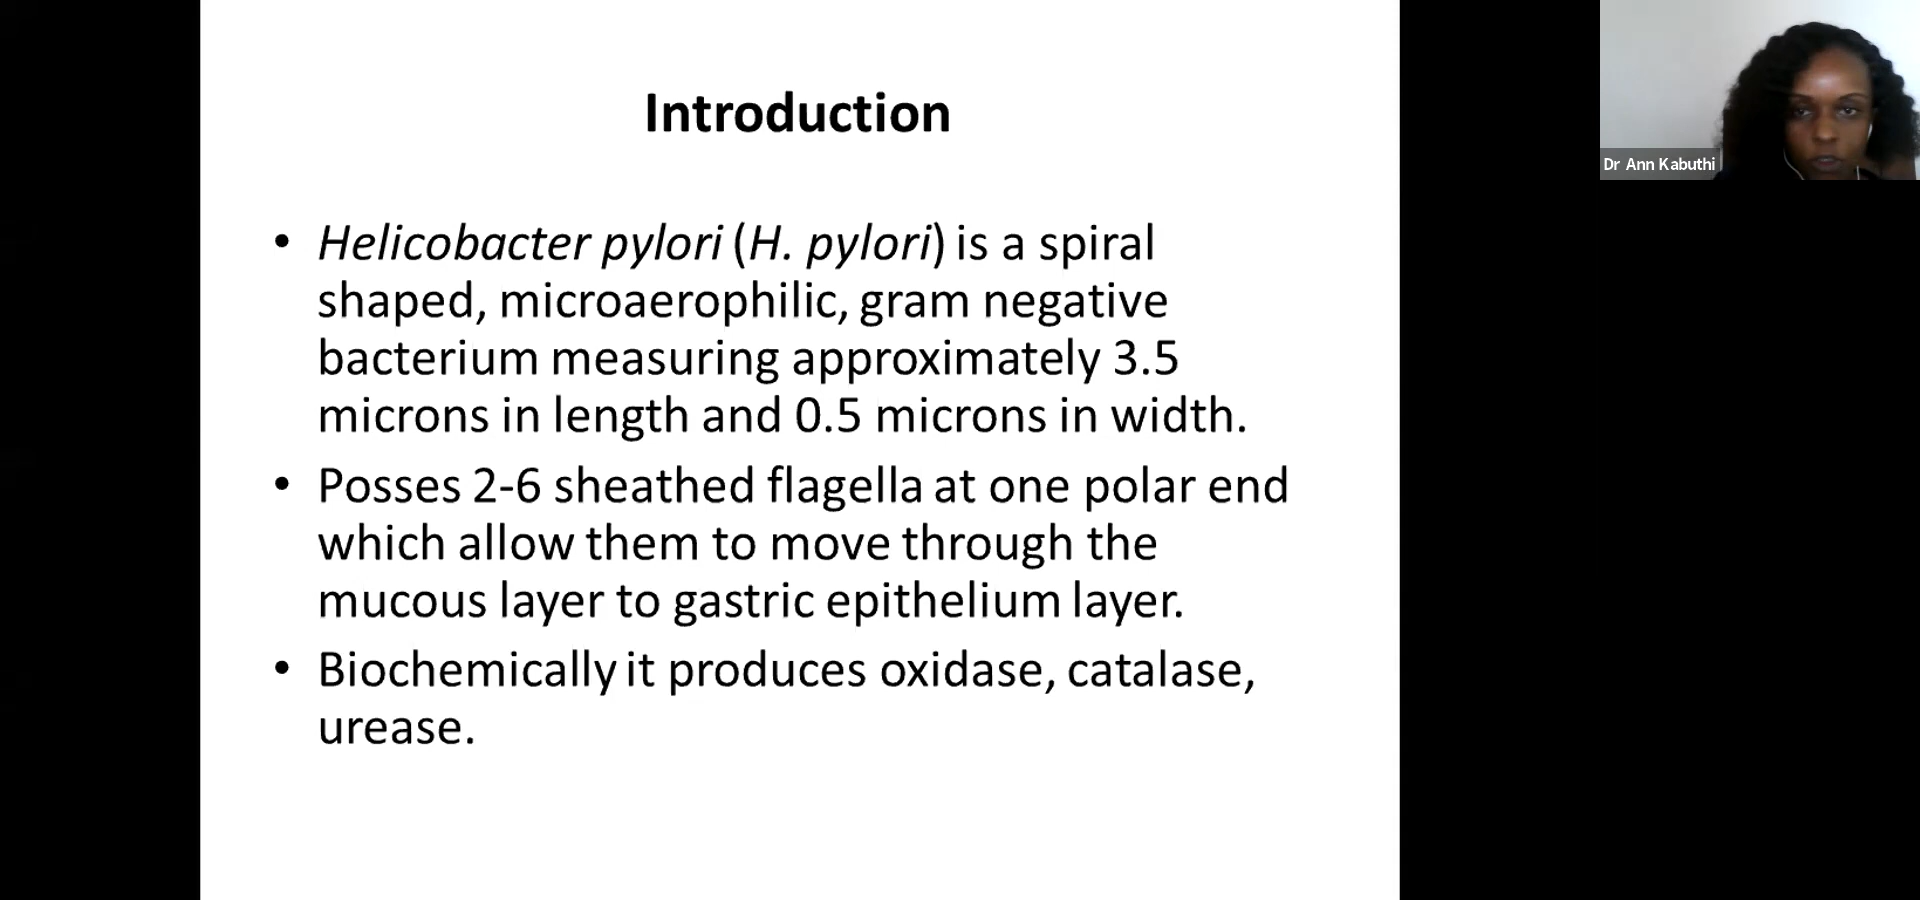 Introduction
• Helicobacter pylori (H. pylori) is a spiral
shaped, microaerophilic, gram negative
bacterium measuring approximately 3.5
microns in length and 0.5 microns in width.
• Posses 2-6 sheathed flagella at one polar end
which allow them to move through the
mucous layer to gastric epithelium layer.
• Biochemically it produces oxidase, catalase,
urease.
Dr Ann Kabuthi